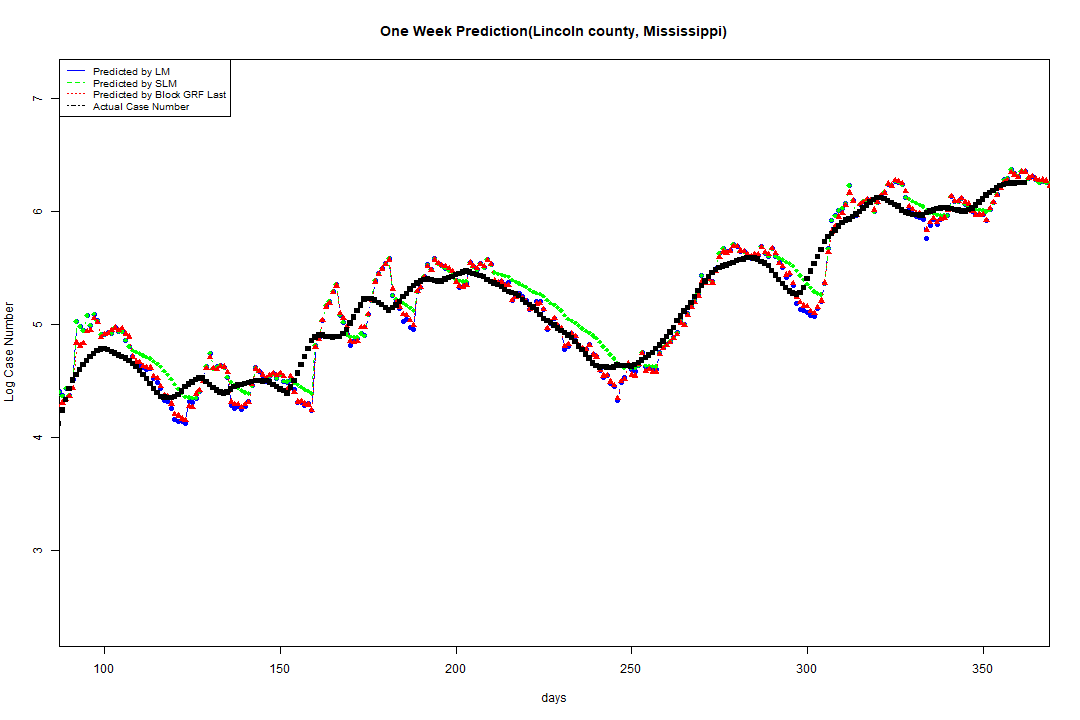 One Week Prediction(Lincoln county, Mississippi)
Predicted by LM
Predicted by SLM
Predicted by Block GRF Last
Actual Case Number
7
6
5
4
3
Log Case Number
100 150 200 250 300 350
days